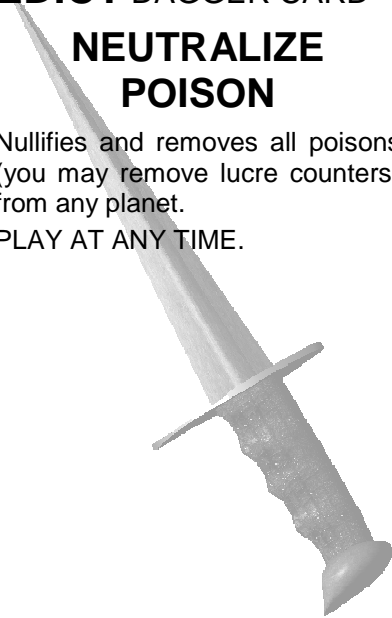 EDICT DAGGER CARD
NEUTRALIZE
POISON
Nullifies and removes all poisons
(you may remove lucre counters
from any planet.
PLAY AT ANY TIME.